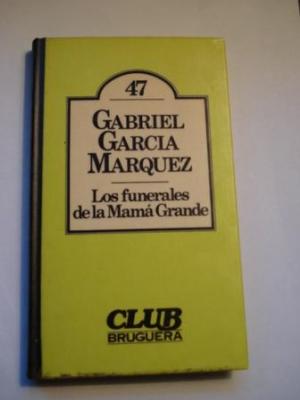 47
GABRIEL
GARCIA
MARQUEZ
Los funerales
de la Mamá Grande
CLUB
BRUGUERA